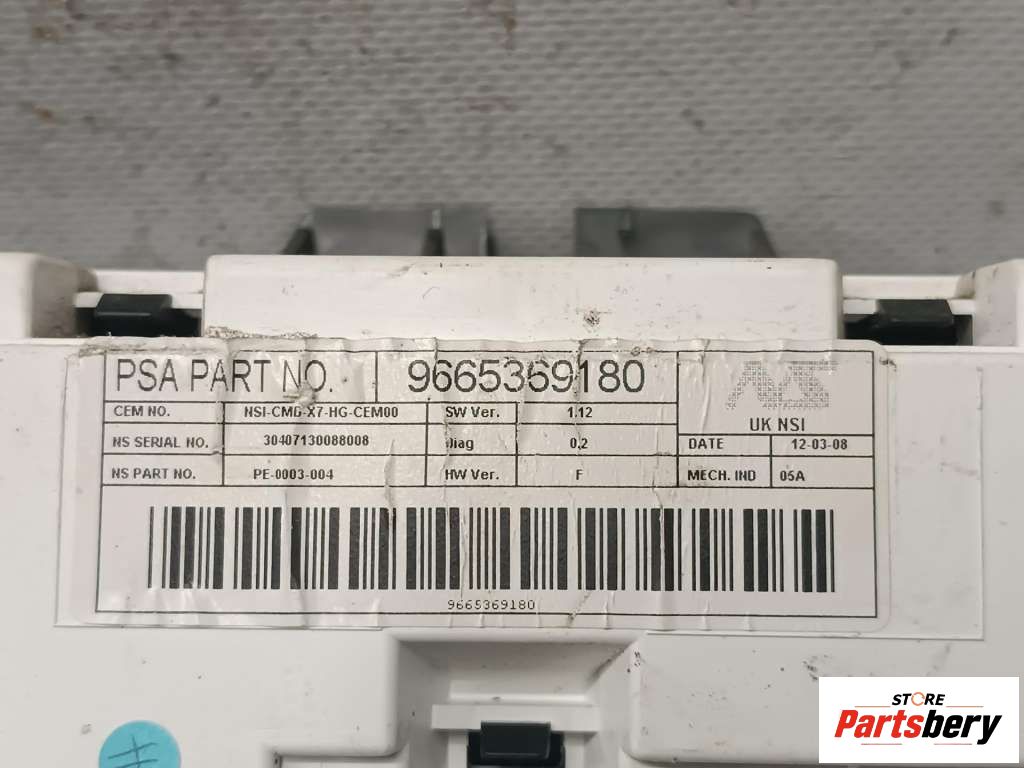 PSA PART NO. 9665369180
CEM NO. NSI-CMB-X7-HG-CEM00 SW Ver. 1.12
UK NSI
NS SERIAL NO. 30407130088008 Diag 0.2 DATE 12-03-08
NS PART NO. PE-0003-004 HW Ver. F MECH. IND 05A
9665369180
STORE
Partsbery